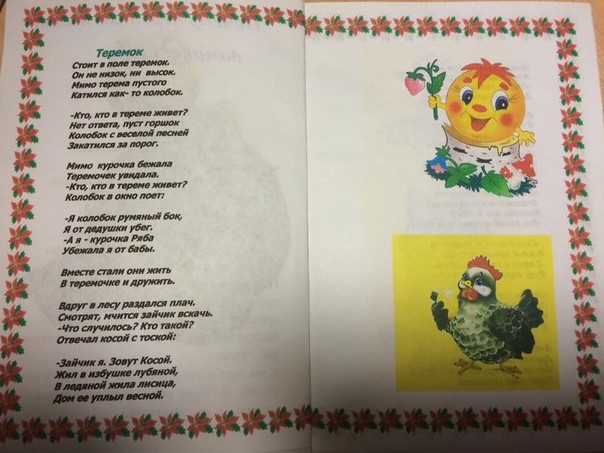 Теремок
Стоит в поле теремок.
Он не низок, ни высок.
Мимо терема пустого
Катился как- то колобок.
-Кто, кто в тереме живет?
Нет ответа, пуст горшок
Колобок с веселой песней
Закатился за порог.
Мимо курочка бежала
Теремочек увидала.
-Кто, кто в тереме живет?
Колобок в окно поет:
-Я колобок румяный бок,
Я от дедушки убег.
-А я - курочка Ряба
Убежала я от бабы.
Вместе стали они жить
В теремочке и дружить.
Вдруг в лесу раздался плач.
Смотрят, мчится зайчик вскачь.
-Что случилось? Кто такой?
Отвечал косой с тоской:
-Зайчик я. Зовут Косой.
Жил в избушке лубяной,
В ледяной жила лисица,
Дом ее уплыл весной.